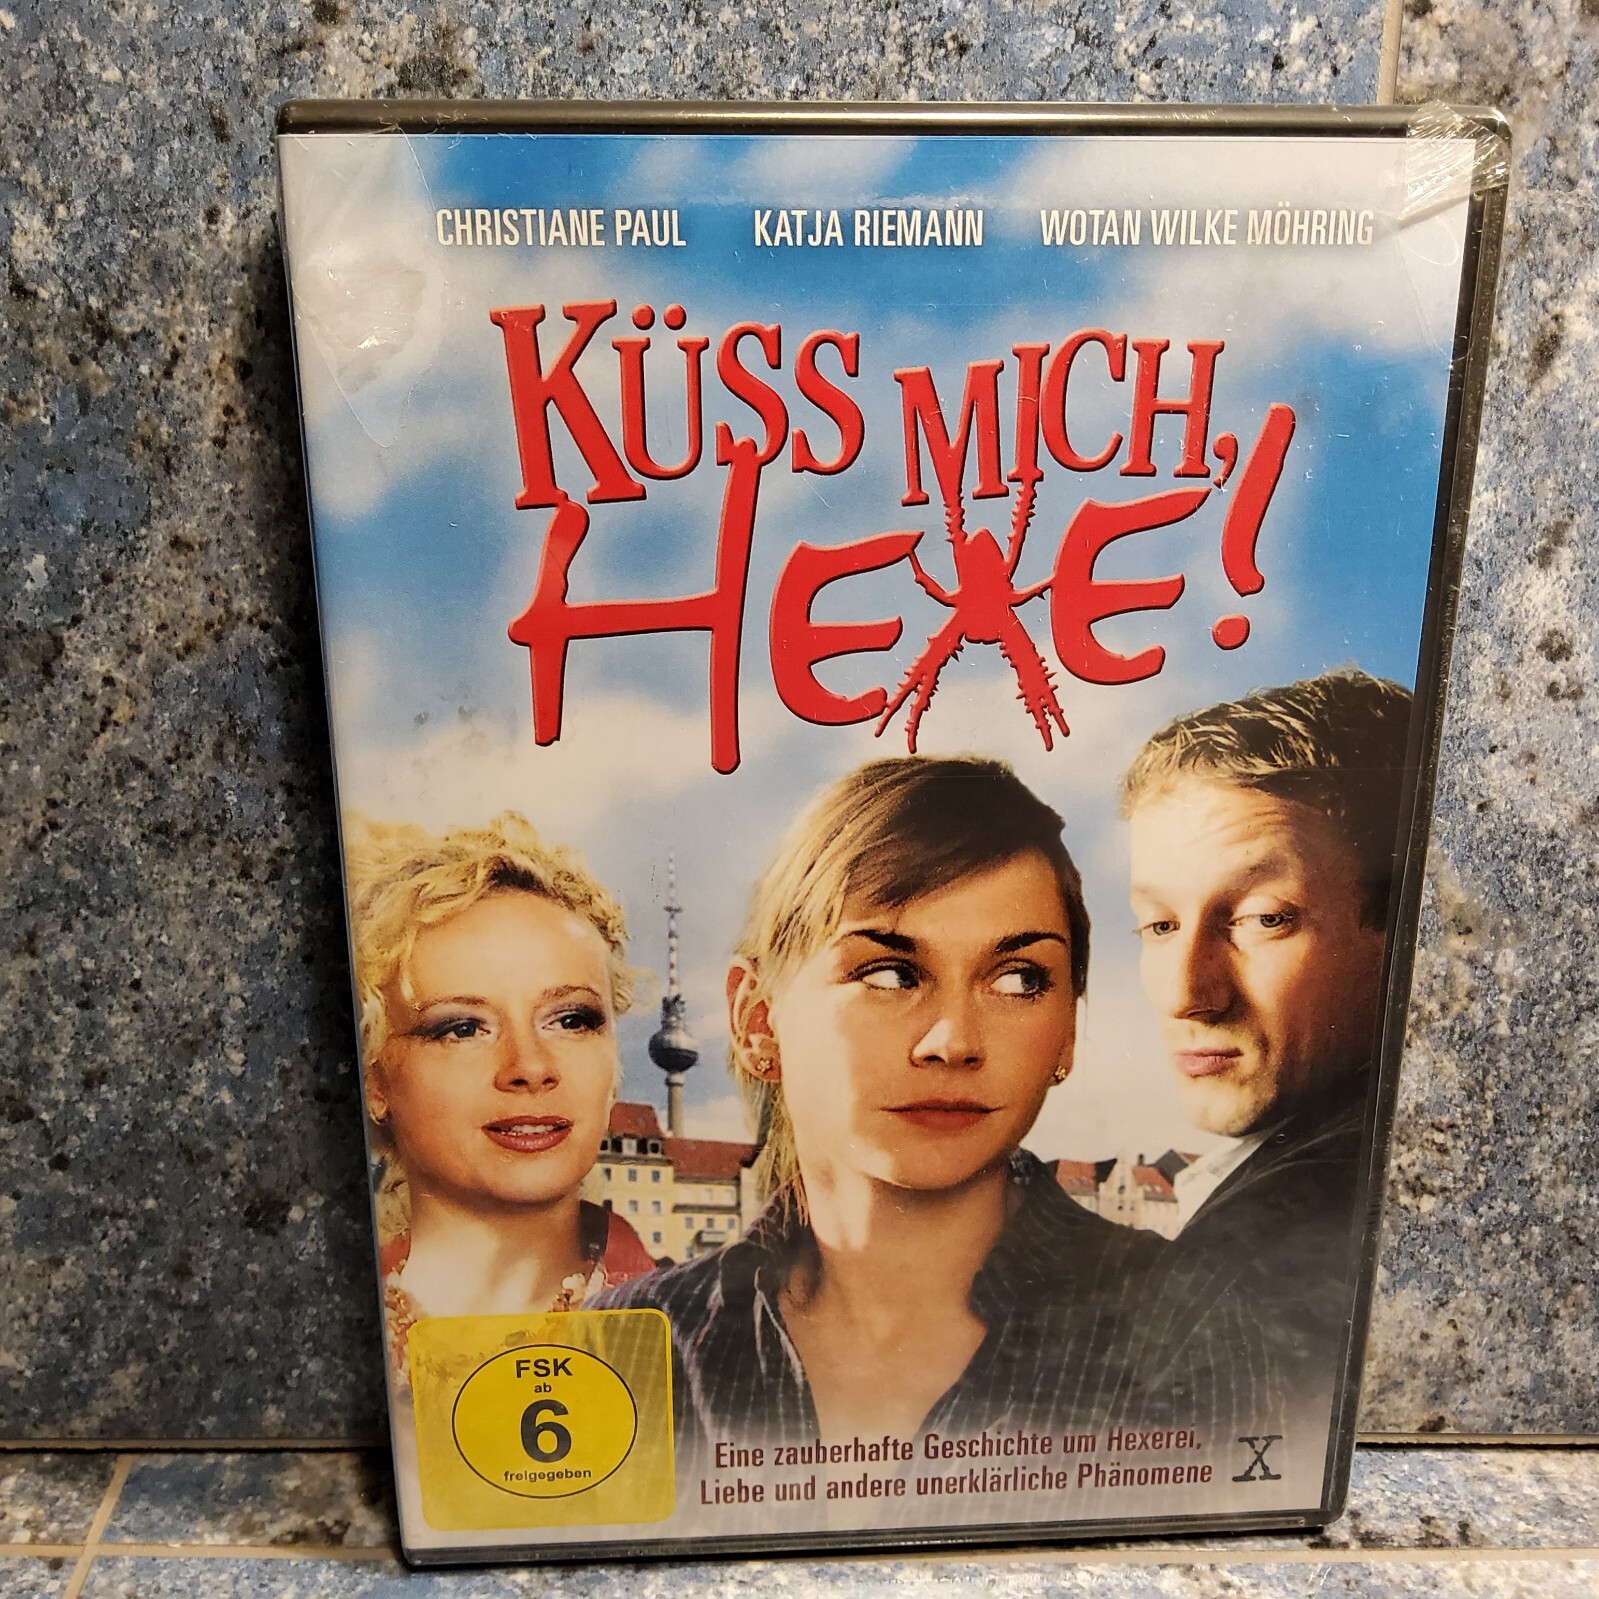 CHRISTIANE PAUL KATJA RIEMANN WOTAN WILKE MÖHRING
KÜSS MICH,
HEXE!
FSK
ab
6
freigegeben
Eine zauberhafte Geschichte um Hexerei,
Liebe und andere unerklärliche Phänomene
X